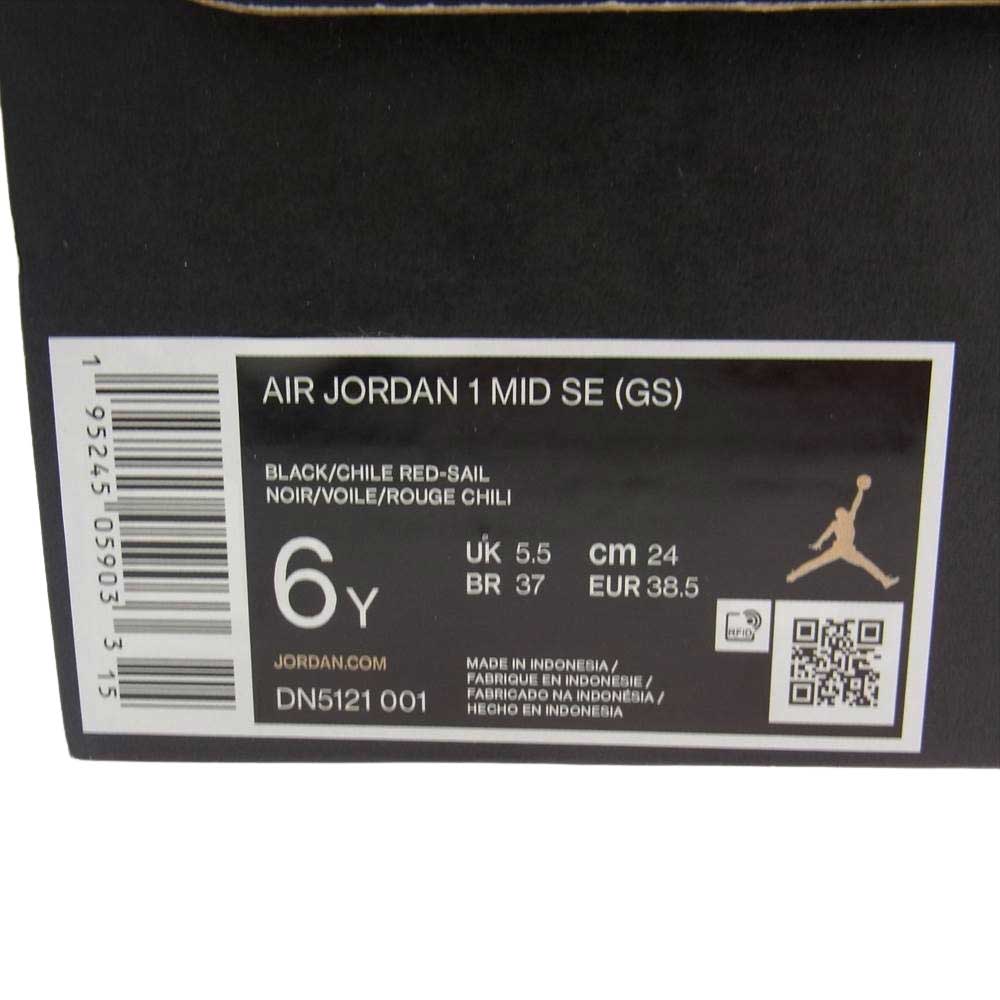 AIR JORDAN 1 MID SE (GS)
BLACK/CHILE RED-SAIL
NOIR/VOILE/ROUGE CHILI
6Y
UK 5.5 cm 24
BR 37 EUR 38.5
RFID
JORDAN.COM
DN5121 001
MADE IN INDONESIA /
FABRIQUE EN INDONESIE /
FABRICADO NA INDONÉSIA /
HECHO EN INDONESIA
1 95245 05903 3 15